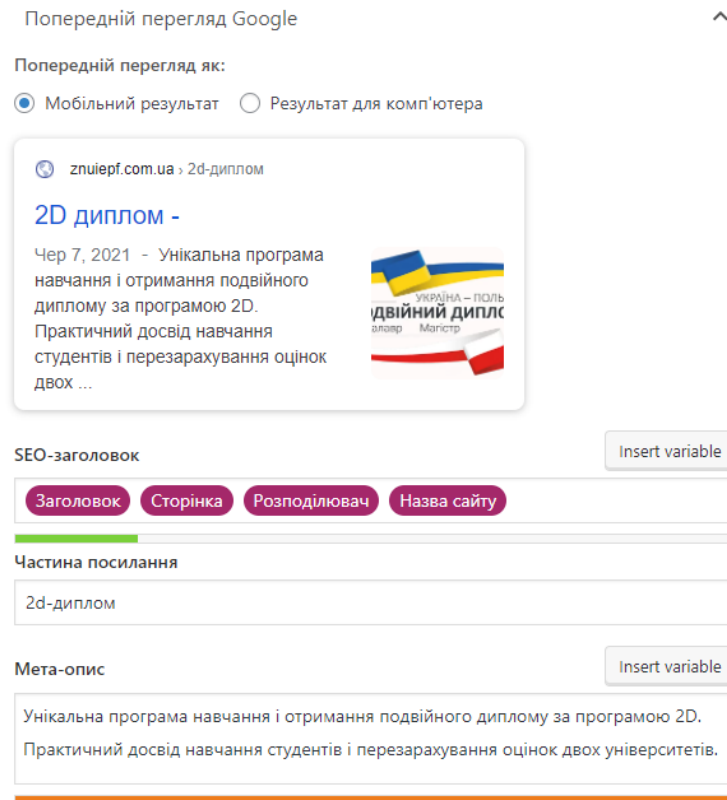 Попередній перегляд Google
Попередній перегляд як:
Мобільний результат Результат для комп'ютера
znuiepf.com.ua › 2d-диплом
2D диплом -
Чер 7, 2021 - Унікальна програма
навчання і отримання подвійного
диплому за програмою 2D.
Практичний досвід навчання
студентів і перезарахування оцінок
двох ...
УКРАЇНА – ПОЛЬ
ДВІЙНИЙ ДИПЛО
алавр Магістр
SEO-заголовок
Insert variable
Заголовок Сторінка Розподілювач Назва сайту
Частина посилання
2d-диплом
Мета-опис
Insert variable
Унікальна програма навчання і отримання подвійного диплому за програмою 2D.
Практичний досвід навчання студентів і перезарахування оцінок двох університетів.